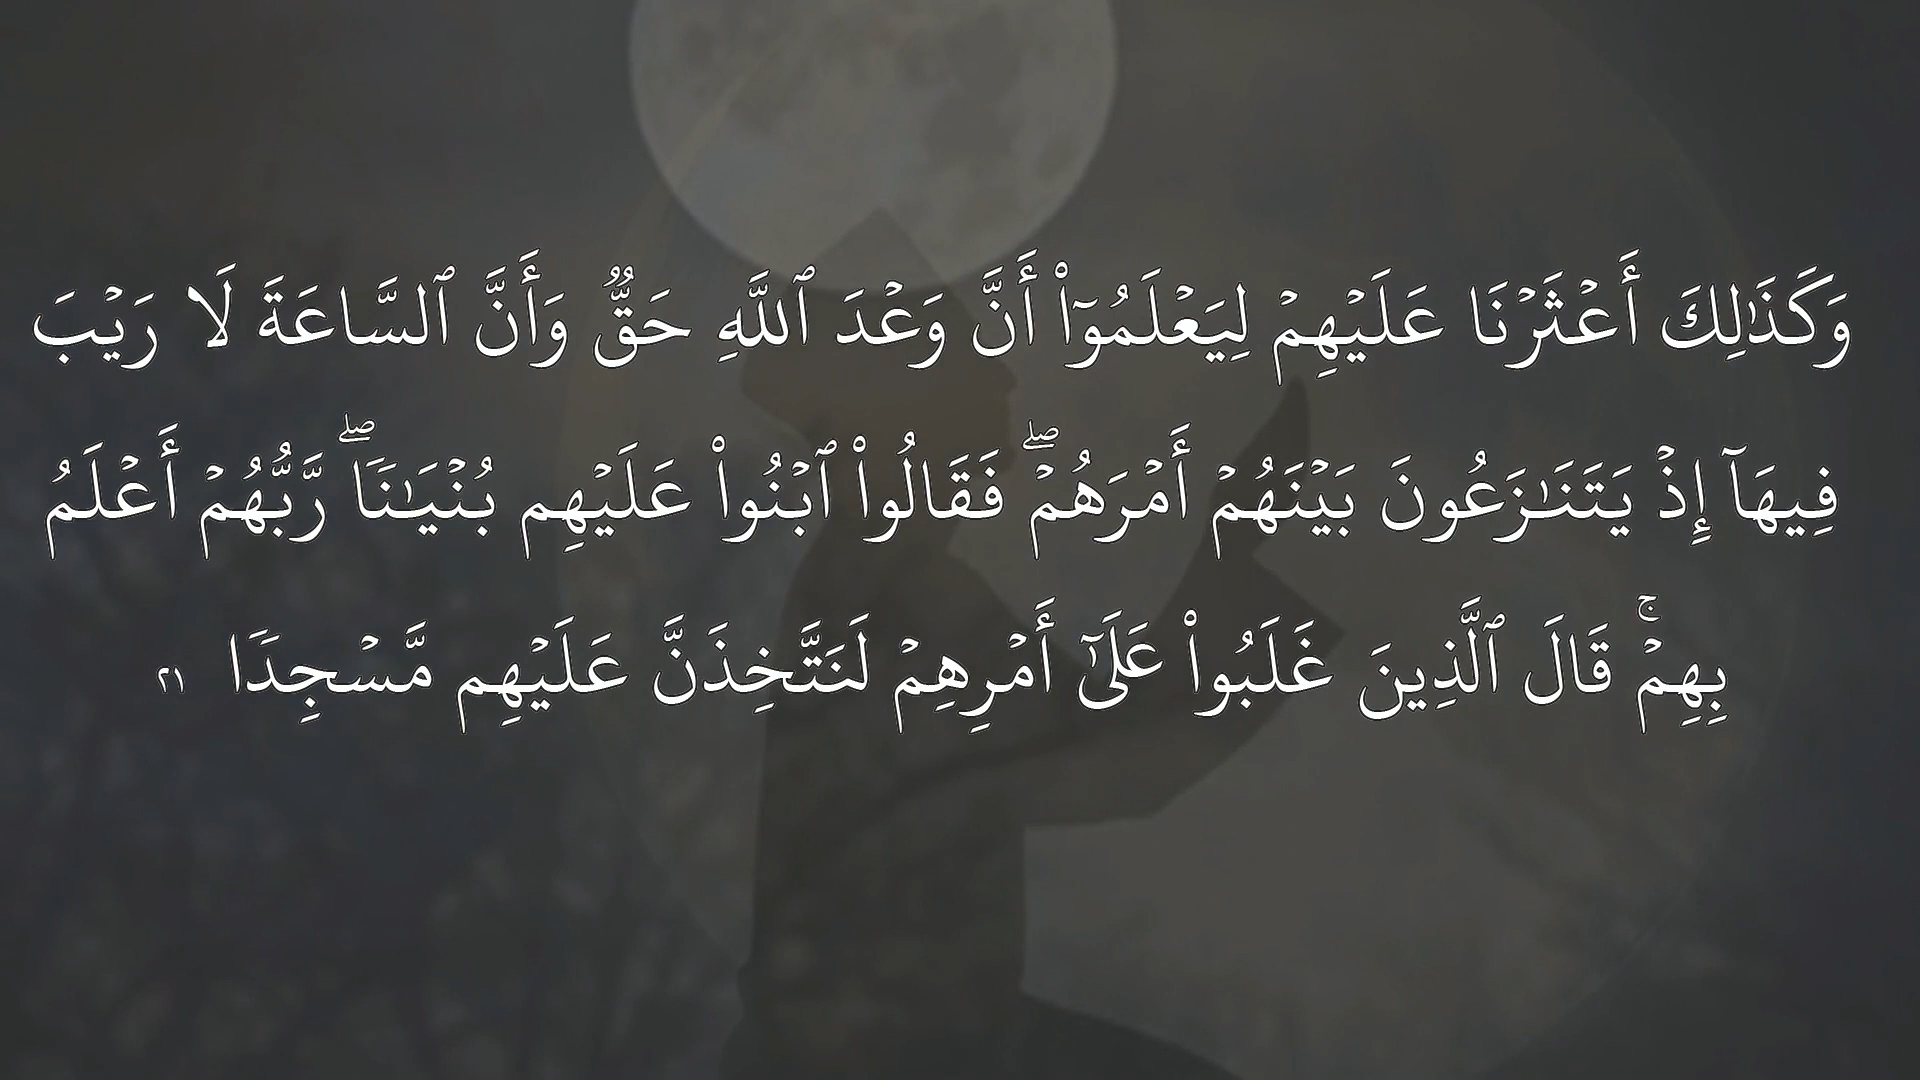 وَكَذَٰلِكَ أَعۡثَرۡنَا عَلَيۡهِمۡ لِيَعۡلَمُوٓاْ أَنَّ وَعۡدَ ٱللَّهِ حَقّٞ وَأَنَّ ٱلسَّاعَةَ لَا رَيۡبَ
فِيهَآ إِذۡ يَتَنَٰزَعُونَ بَيۡنَهُمۡ أَمۡرَهُمۡۖ فَقَالُواْ ٱبۡنُواْ عَلَيۡهِم بُنۡيَٰنٗاۖ رَّبُّهُمۡ أَعۡلَمُ
بِهِمۡۚ قَالَ ٱلَّذِينَ غَلَبُواْ عَلَىٰٓ أَمۡرِهِمۡ لَنَتَّخِذَنَّ عَلَيۡهِم مَّسۡجِدٗا ٢١